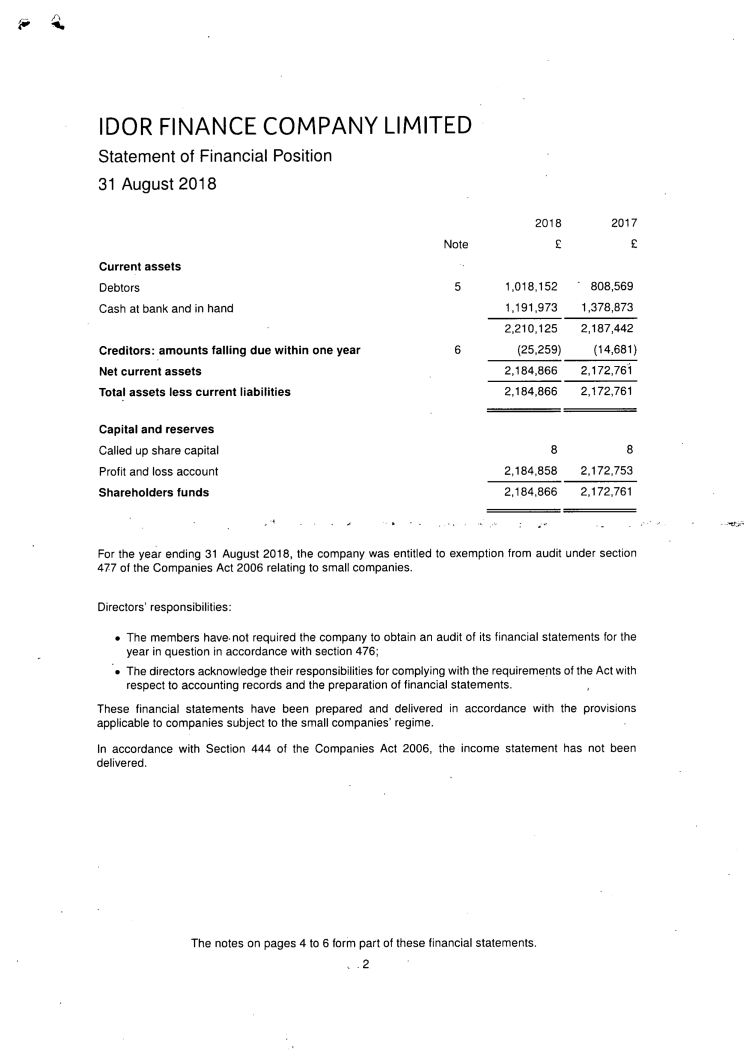 IDOR FINANCE COMPANY LIMITED
Statement of Financial Position
31 August 2018
2018 2017
Note £ £
Current assets
Debtors 5 1,018,152 808,569
Cash at bank and in hand 1,191,973 1,378,873
2,210,125 2,187,442
Creditors: amounts falling due within one year 6 (25,259) (14,681)
Net current assets 2,184,866 2,172,761
Total assets less current liabilities 2,184,866 2,172,761
Capital and reserves
Called up share capital 8 8
Profit and loss account 2,184,858 2,172,753
Shareholders funds 2,184,866 2,172,761
For the year ending 31 August 2018, the company was entitled to exemption from audit under section
477 of the Companies Act 2006 relating to small companies.
Directors' responsibilities:
• The members have not required the company to obtain an audit of its financial statements for the
year in question in accordance with section 476;
• The directors acknowledge their responsibilities for complying with the requirements of the Act with
respect to accounting records and the preparation of financial statements.
These financial statements have been prepared and delivered in accordance with the provisions
applicable to companies subject to the small companies' regime.
In accordance with Section 444 of the Companies Act 2006, the income statement has not been
delivered.
The notes on pages 4 to 6 form part of these financial statements.
2